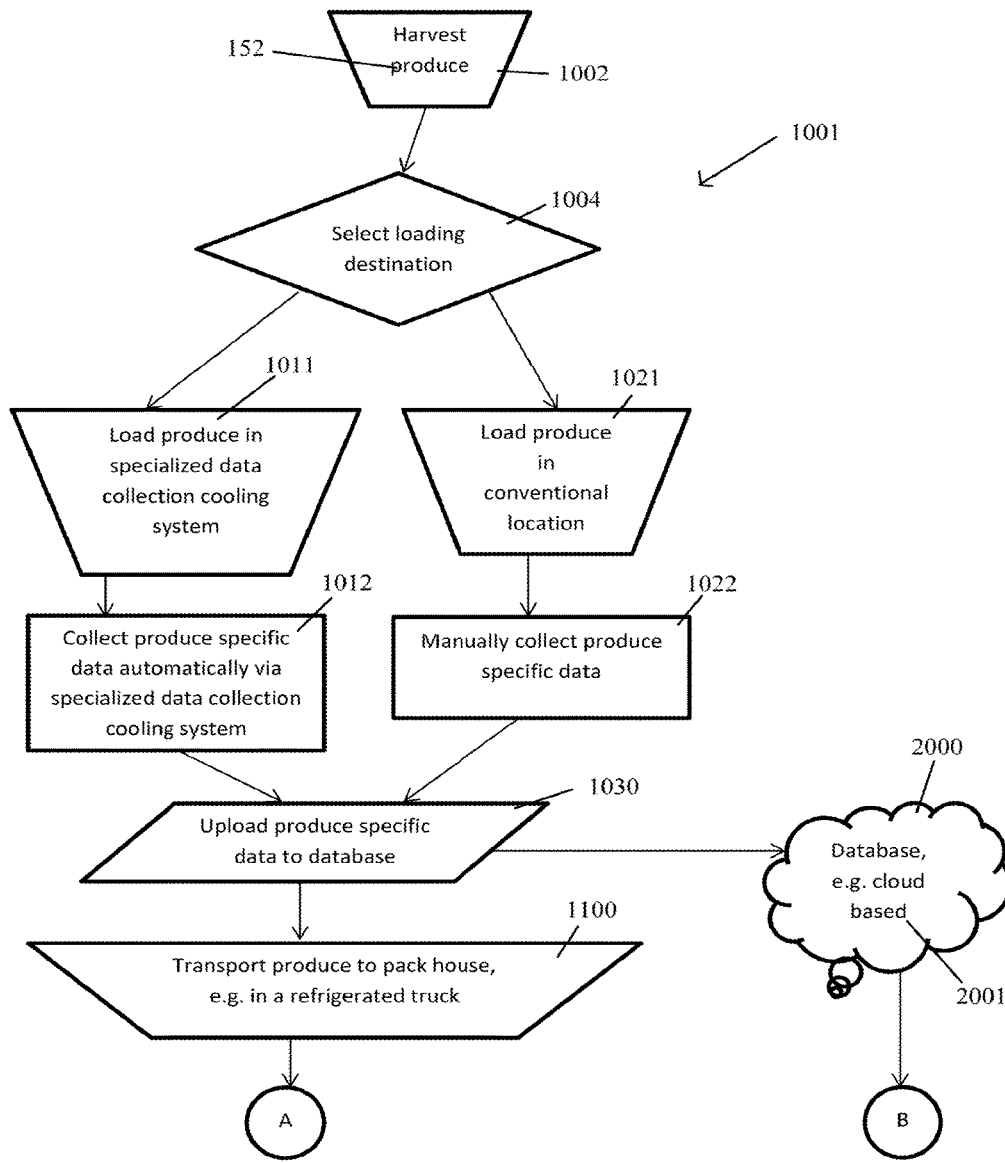 Harvest
152
produce
1002
1001
1004
Select loading
destination
1011
1021
Load produce in
specialized data
collection cooling
system
Load produce
in
conventional
location
1012
1022
Collect produce specific
data automatically via
specialized data collection
cooling system
Manually collect produce
specific data
2000
1030
Upload produce specific
data to database
Database,
e.g. cloud
based
1100
Transport produce to pack house,
e.g. in a refrigerated truck
2001
A
B